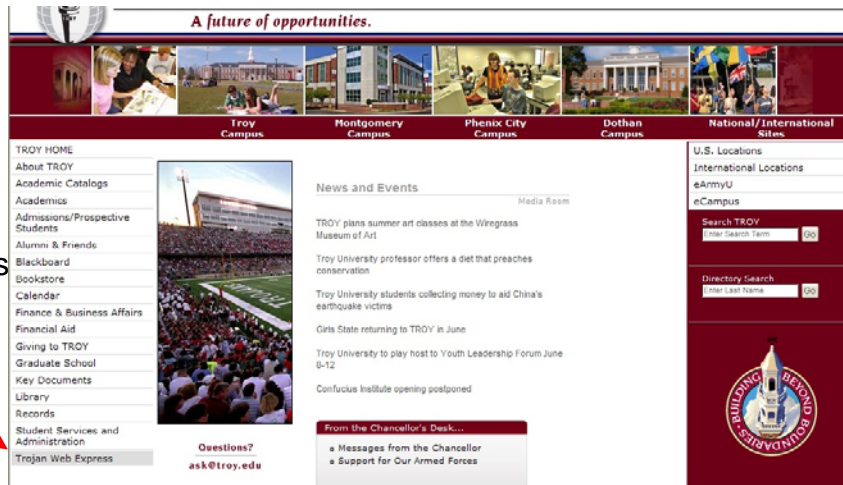 A future of opportunities.
Troy
Campus
Montgomery
Campus
Phenix City
Campus
Dothan
Campus
National/International
Sites
TROY HOME
About TROY
Academic Catalogs
Academics
Admissions/Prospective
Students
Alumni & Friends
Blackboard
s
Bookstore
Calendar
Finance & Business Affairs
Financial Aid
Giving to TROY
Graduate School
Key Documents
Library
Records
Student Services and
Administration
Trojan Web Express
Questions?
ask@troy.edu
News and Events
Media Room
TROY plans summer art classes at the Wiregrass
Museum of Art
Troy University professor offers a diet that preaches
conservation
Troy University students collecting money to aid China's
earthquake victims
Girls State returning to TROY in June
Troy University to play host to Youth Leadership Forum June
8-12
Confucius Institute opening postponed
From the Chancellor's Desk...
Messages from the Chancellor
Support for Our Armed Forces
U.S. Locations
International Locations
eArmyU
eCampus
Search TROY
Enter Search Term Go
Directory Search
Enter Last Name Go
BUILDING BEYOND BOUNDARIES